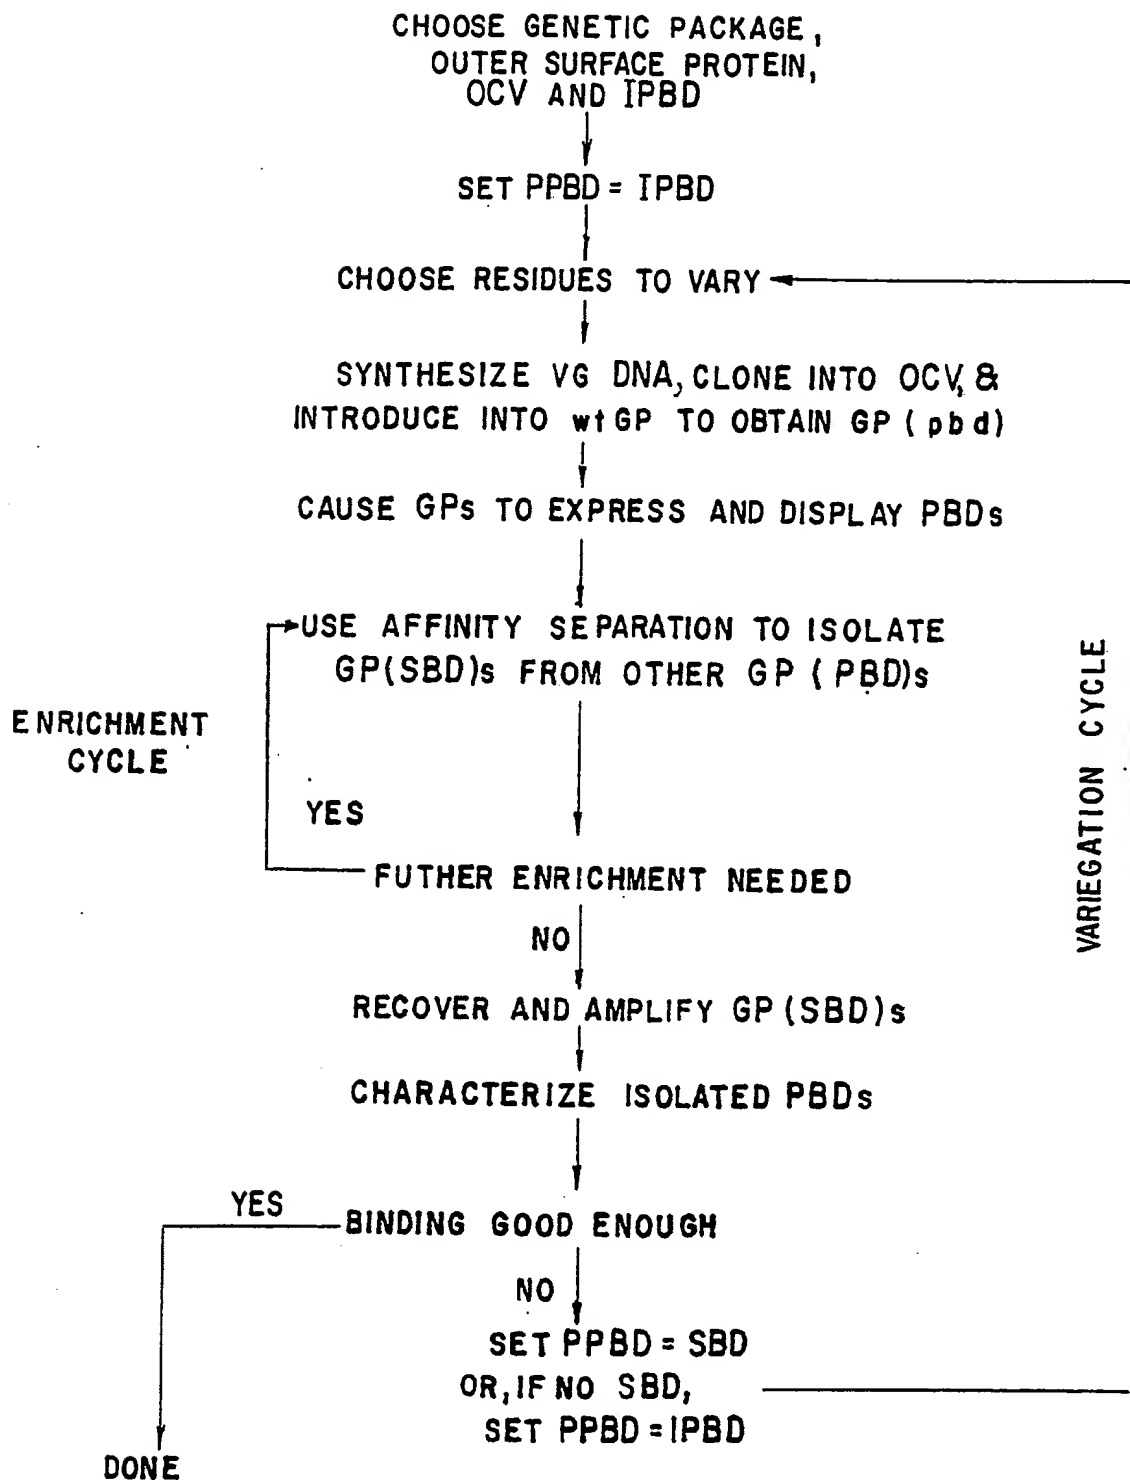 CHOOSE GENETIC PACKAGE,
OUTER SURFACE PROTEIN,
OCV AND IPBD
SET PPBD = IPBD
CHOOSE RESIDUES TO VARY
SYNTHESIZE VG DNA, CLONE INTO OCV, &
INTRODUCE INTO wtGP TO OBTAIN GP (pbd)
CAUSE GPs TO EXPRESS AND DISPLAY PBDs
USE AFFINITY SEPARATION TO ISOLATE
GP(SBD)s FROM OTHER GP (PBD)s
ENRICHMENT
CYCLE
YES
FUTHER ENRICHMENT NEEDED
VARIEGATION CYCLE
NO
RECOVER AND AMPLIFY GP (SBD)s
CHARACTERIZE ISOLATED PBDs
YES
BINDING GOOD ENOUGH
NO
SET PPBD = SBD
OR, IF NO SBD,
SET PPBD = IPBD
DONE